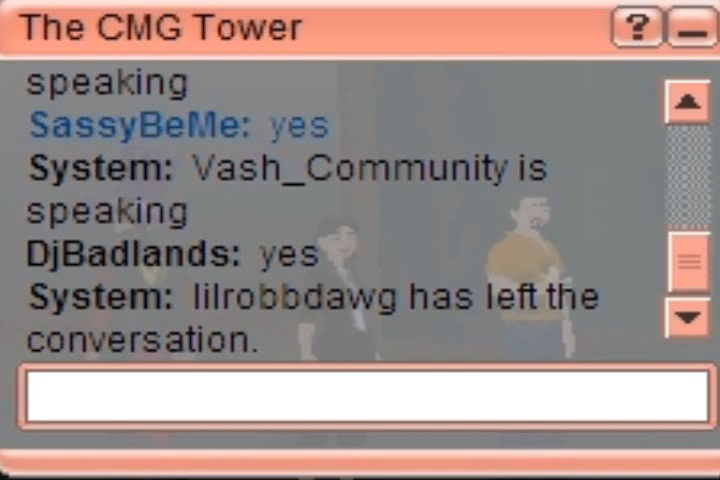 The CMG Tower
?
speaking
SassyBeMe: yes
System: Vash_Community is
speaking
DjBadlands: yes
System: lilrobbdawg has left the
conversation.